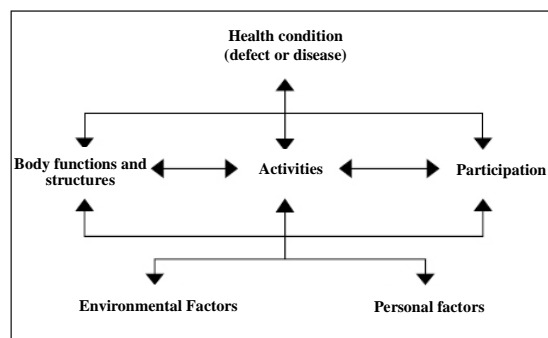 Health condition
(defect or disease)
Body functions and
structures
Activities
Participation
Environmental Factors
Personal factors